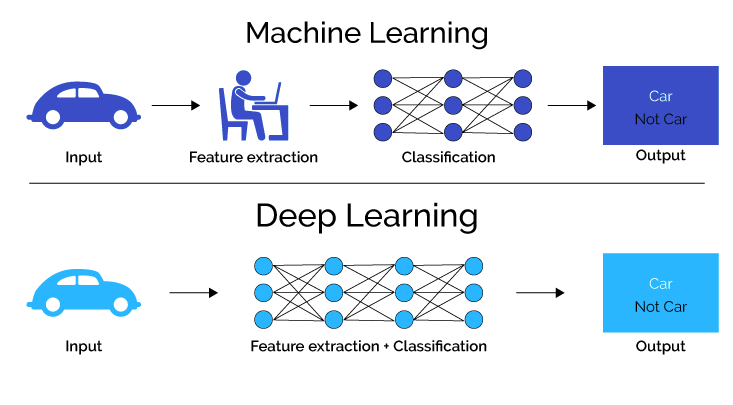 Machine Learning
Input
Feature extraction
Classification
Car
Not Car
Output
Deep Learning
Input
Feature extraction + Classification
Car
Not Car
Output